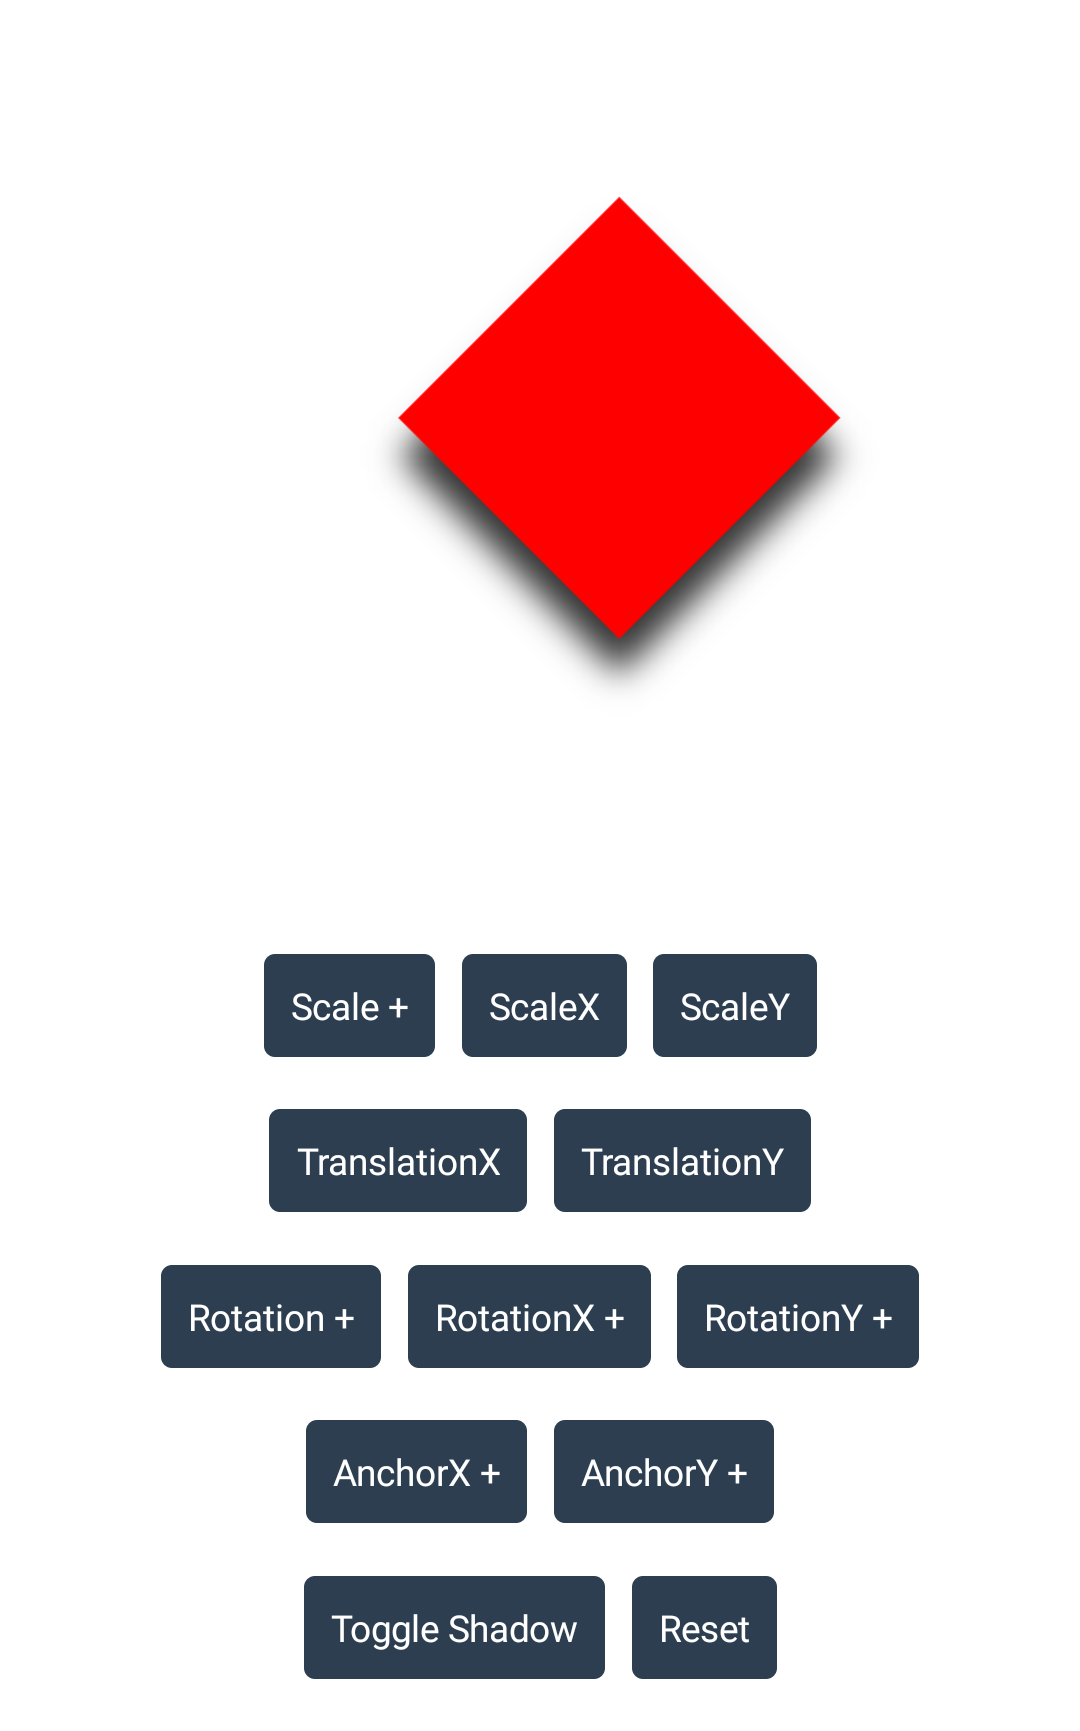 Scale + ScaleX ScaleY
TranslationX TranslationY
Rotation + RotationX + RotationY +
AnchorX + AnchorY +
Toggle Shadow Reset